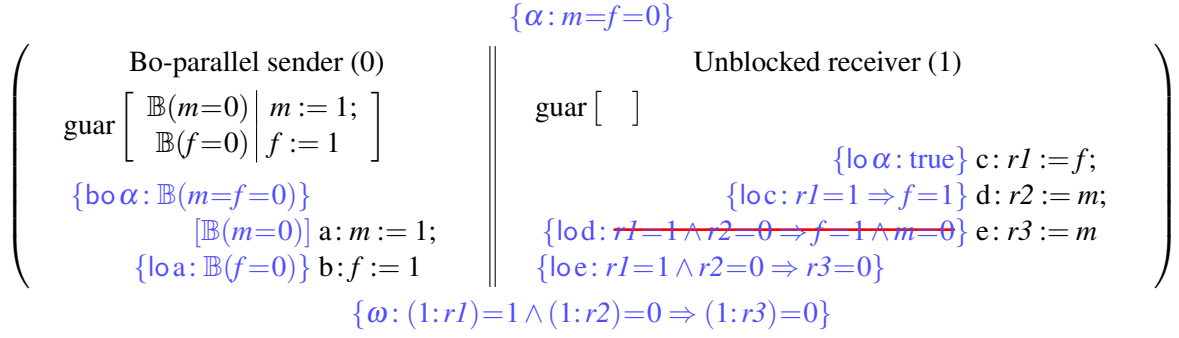 {α: m=f=0}
Bo-parallel sender (0)
Unblocked receiver (1)
guar [ 𝔹(m=0) | m := 1;
𝔹(f=0) | f := 1 ]
guar [ ]
{lo α: true} c: r1 := f;
{bo α: 𝔹(m=f=0)}
{lo c: r1=1 ⇒ f=1} d: r2 := m;
[𝔹(m=0)] a: m := 1;
{lo d: r1=1∧r2=0 ⇒ f=1∧m=0} e: r3 := m
{lo a: 𝔹(f=0)} b: f := 1
{lo e: r1=1∧r2=0 ⇒ r3=0}
{ω: (1:r1)=1∧(1:r2)=0 ⇒ (1:r3)=0}